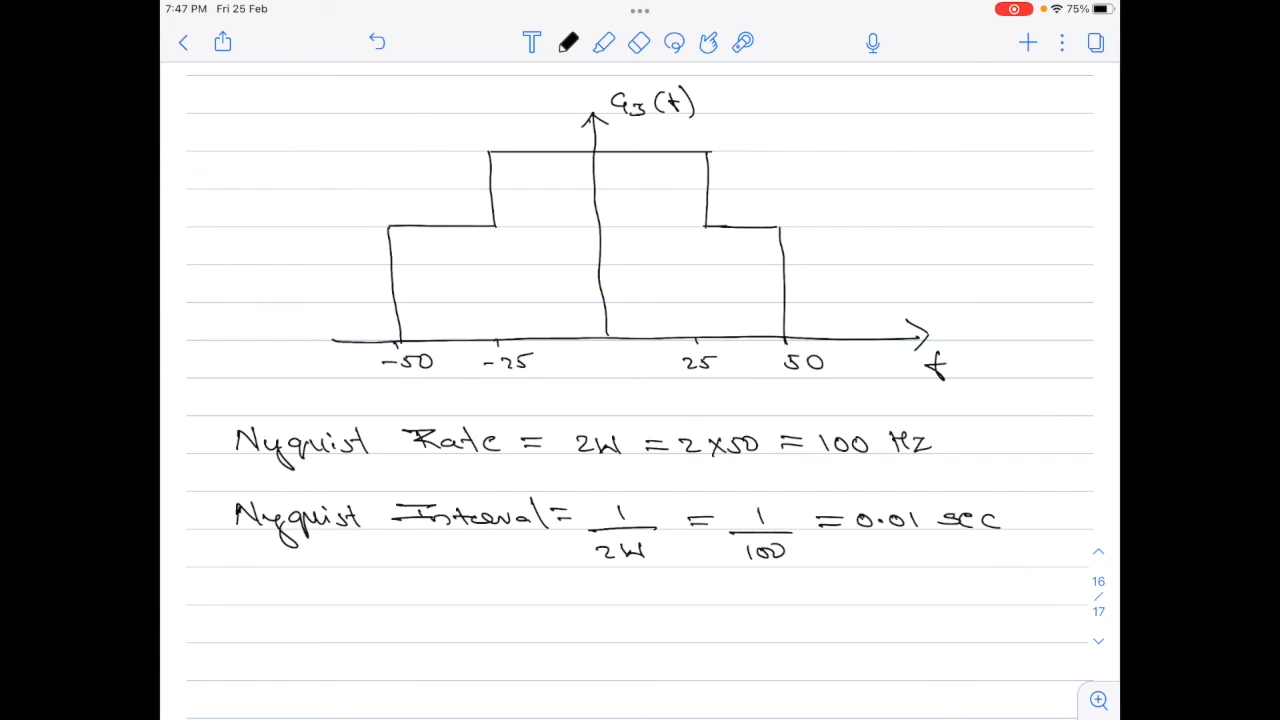 7:47 PM Fri 25 Feb
75%
G3(f)
-50 -25 25 50
f
Nyquist Rate = 2W = 2×50 = 100 Hz
Nyquist Interval = 1/2W = 1/100 = 0.01 sec
16
/
17